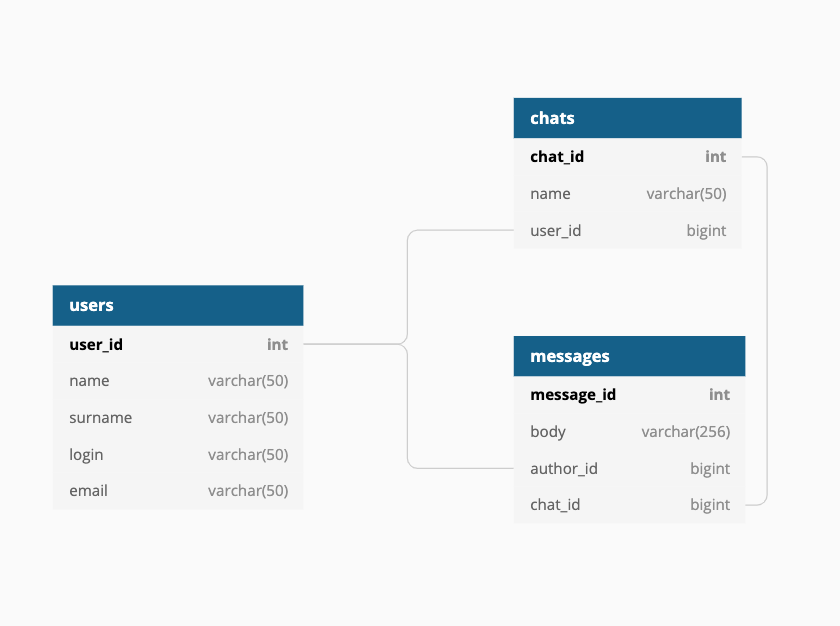 chats
chat_id int
name varchar(50)
user_id bigint
users
user_id int
name varchar(50)
surname varchar(50)
login varchar(50)
email varchar(50)
messages
message_id int
body varchar(256)
author_id bigint
chat_id bigint